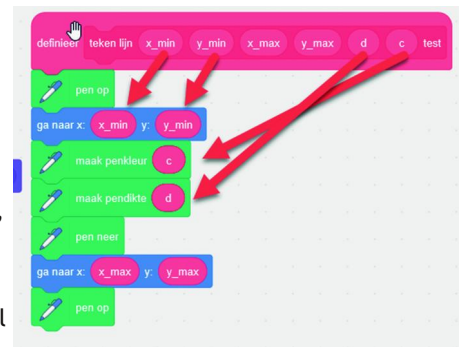 definieer teken lijn x_min y_min x_max y_max d c test
pen op
ga naar x: x_min y: y_min
maak penkleur c
maak pendikte d
,
pen neer
ga naar x: x_max y: y_max
l
pen op